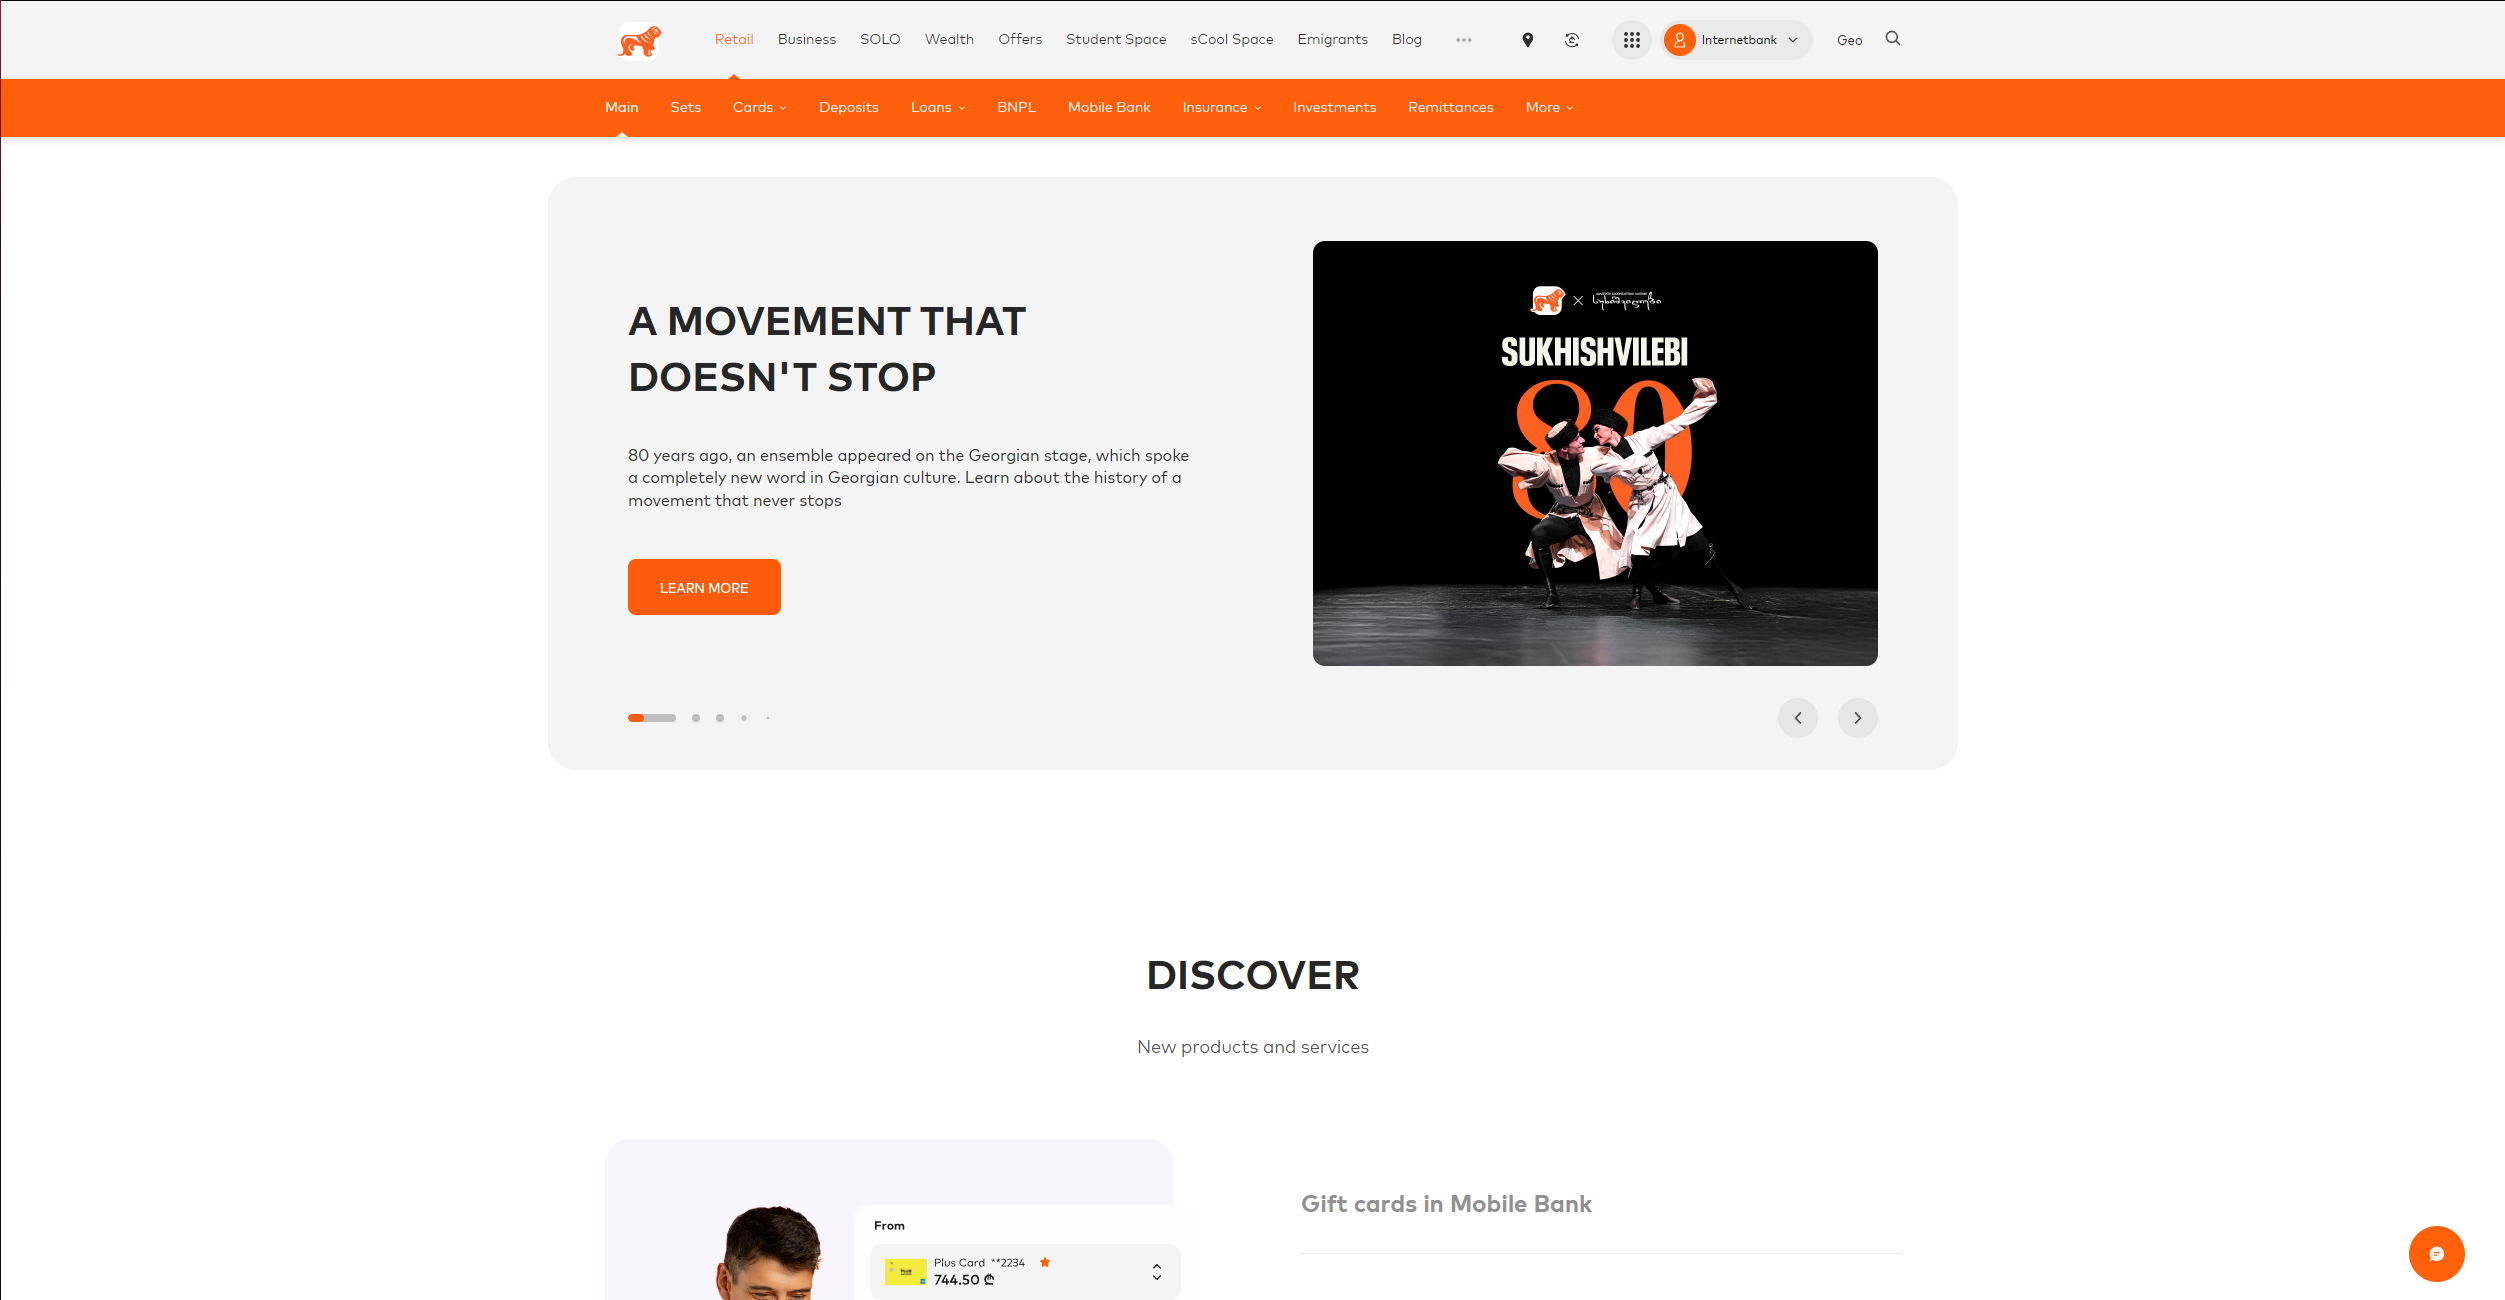 Retail
Business
SOLO
Wealth
Offers
Student Space
sCool Space
Emigrants
Blog
Internetbank
Geo
Main
Sets
Cards
Deposits
Loans
BNPL
Mobile Bank
Insurance
Investments
Remittances
More
A MOVEMENT THAT
DOESN'T STOP
80 years ago, an ensemble appeared on the Georgian stage, which spoke
a completely new word in Georgian culture. Learn about the history of a
movement that never stops
LEARN MORE
SUKHISHVILEBI
80
DISCOVER
New products and services
From
Plus Card **2234
744.50 ₾
Gift cards in Mobile Bank